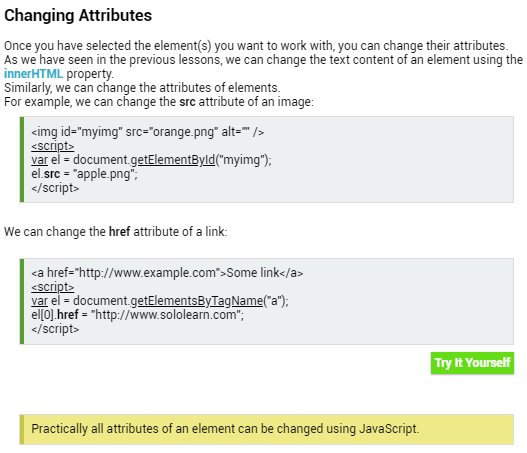 Changing Attributes
Once you have selected the element(s) you want to work with, you can change their attributes.
As we have seen in the previous lessons, we can change the text content of an element using the
innerHTML property.
Similarly, we can change the attributes of elements.
For example, we can change the src attribute of an image:
<img id="myimg" src="orange.png" alt="" />
<script>
var el = document.getElementById("myimg");
el.src = "apple.png";
</script>
We can change the href attribute of a link:
<a href="http://www.example.com">Some link</a>
<script>
var el = document.getElementsByTagName("a");
el[0].href = "http://www.sololearn.com";
</script>
Try It Yourself
Practically all attributes of an element can be changed using JavaScript.